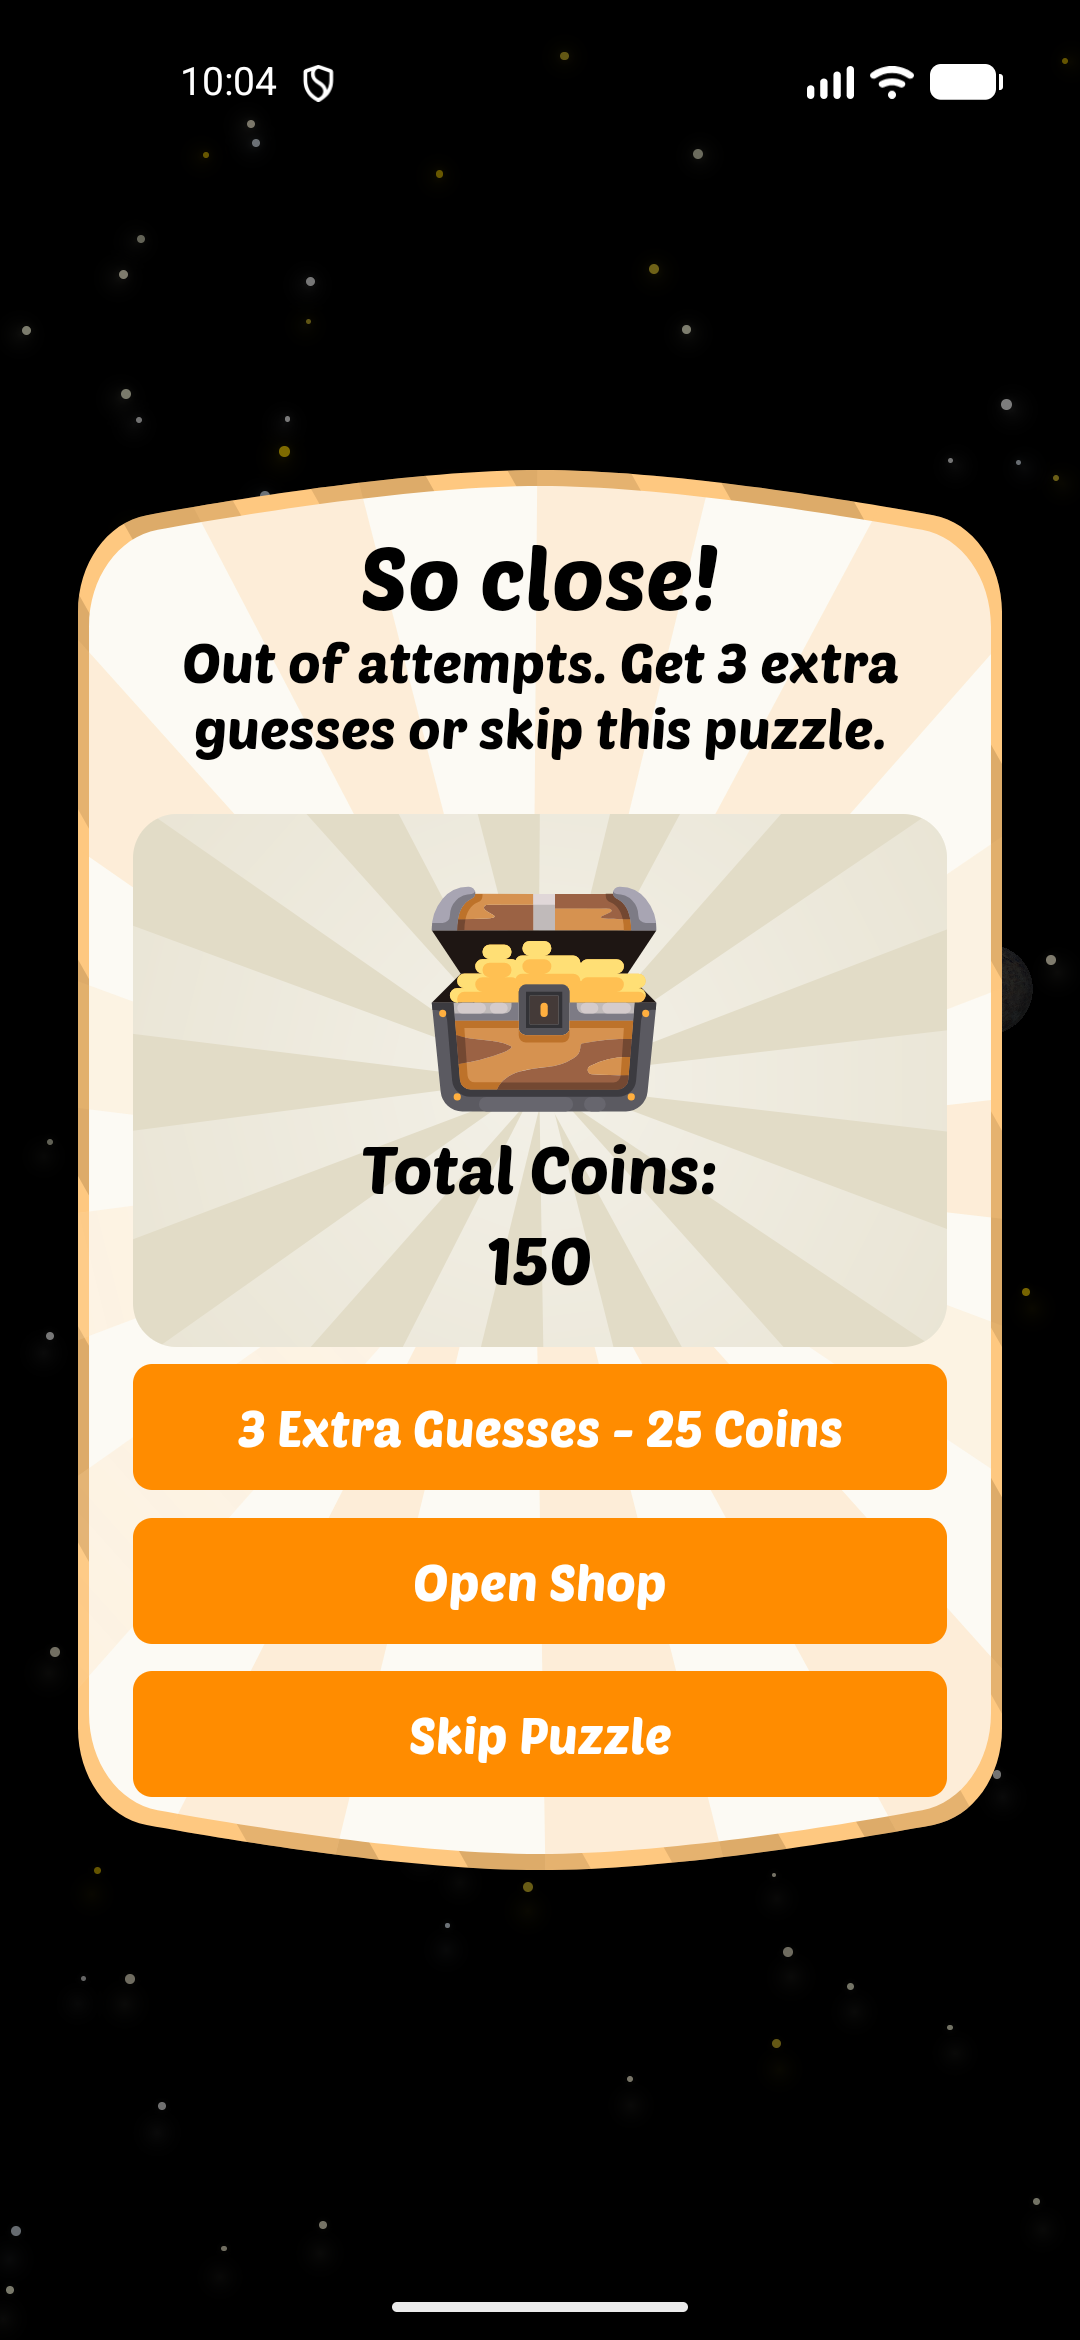 10:04
So close!
Out of attempts. Get 3 extra
guesses or skip this puzzle.
Total Coins:
150
3 Extra Guesses - 25 Coins
Open Shop
Skip Puzzle